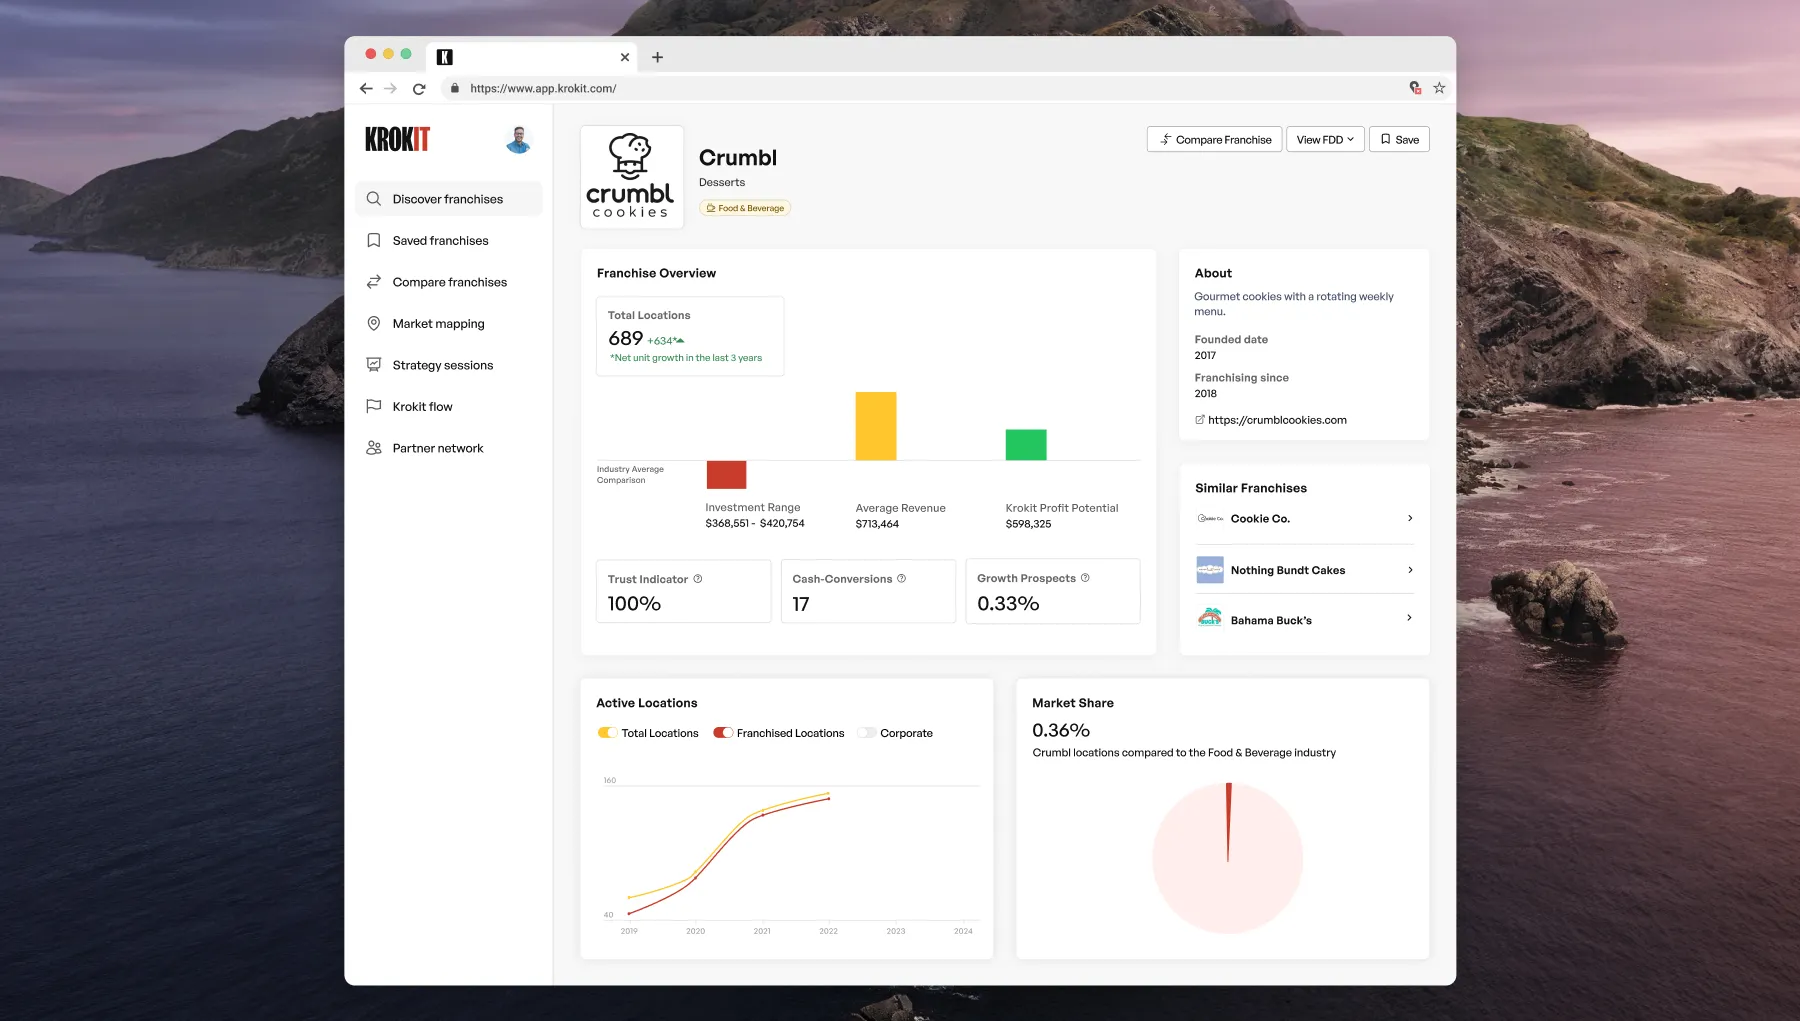 K
https://www.app.krokit.com/
KROKIT
Discover franchises
Saved franchises
Compare franchises
Market mapping
Strategy sessions
Krokit flow
Partner network
crumbl
cookies
Crumbl
Desserts
Food & Beverage
Compare Franchise
View FDD
Save
Franchise Overview
Total Locations
689 +634*
*Net unit growth in the last 3 years
Industry Average
Comparison
Investment Range
$368,551 - $420,754
Average Revenue
$713,464
Krokit Profit Potential
$598,325
Trust Indicator
100%
Cash-Conversions
17
Growth Prospects
0.33%
About
Gourmet cookies with a rotating weekly
menu.
Founded date
2017
Franchising since
2018
https://crumblcookies.com
Similar Franchises
Cookie Co.
Cookie Co.
Nothing Bundt Cakes
BUCK'S
Bahama Buck's
Active Locations
Total Locations
Franchised Locations
Corporate
160
40
2019
2020
2021
2022
2023
2024
Market Share
0.36%
Crumbl locations compared to the Food & Beverage industry